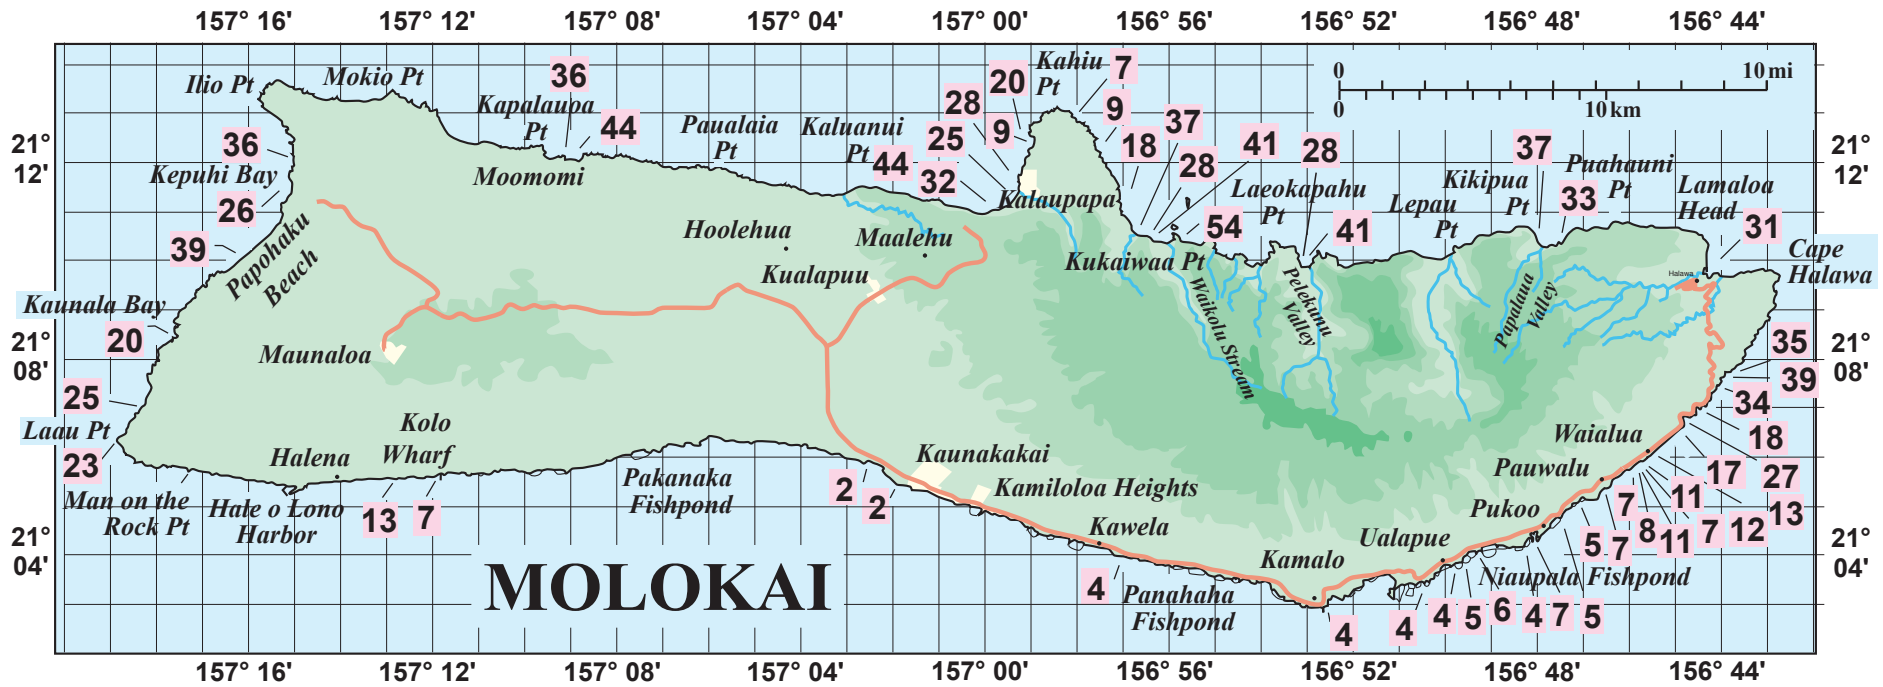 157° 16'
157° 12'
157° 08'
157° 04'
157° 00'
156° 56'
156° 52'
156° 48'
156° 44'
Ilio Pt
Mokio Pt
36
Kapalauoa
Pt
44
Paualaia
Pt
Kaluanui
Pt
44
28
20
Kahiu
Pt
7
9
25
9
32
18
37
28
41
28
0
10 mi
0
10 km
37
Puahauni
Pt
Kikipua
Pt
33
Laeokapahu
Pt
Lepau
Pt
Lamaloa
Head
31
Cape
Halawa
21°
12'
21°
12'
36
Kepuhi Bay
26
39
Papohaku
Beach
Moomomi
Hoolehua
Maalehu
Kualapuu
Kalaupapa
Kukaiwaa Pt
54
41
Waikolu Stream
Pelekunu
Valley
Papalaua
Valley
Halawa
Kaunala Bay
20
21°
08'
21°
08'
Maunaloa
35
39
34
18
27
17
13
25
Laau Pt
23
Man on the
Rock Pt
Halena
Hale o Lono
Harbor
Kolo
Wharf
13
7
Pakanaka
Fishpond
2
2
Kaunakakai
Kamiloloa Heights
Kawela
Waialua
Pauwalu
Pukoo
Ualapue
Kamalo
11
7
8
11
7
12
5
7
21°
04'
21°
04'
MOLOKAI
4
Panahaha
Fishpond
Niaupala Fishpond
4
4
4
5
6
4
7
5
157° 16'
157° 12'
157° 08'
157° 04'
157° 00'
156° 56'
156° 52'
156° 48'
156° 44'